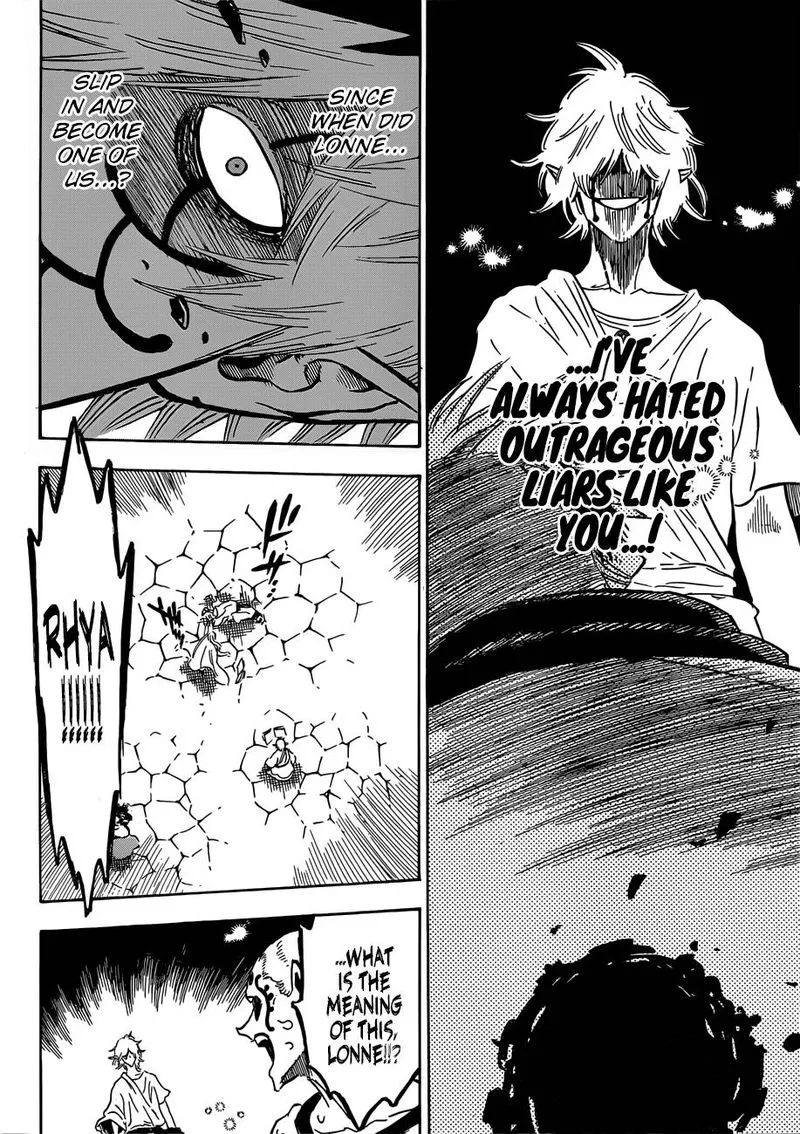 ...I'VE
ALWAYS HATED
OUTRAGEOUS
LIARS LIKE
YOU...!
SINCE
WHEN DID
LONNE...
SLIP
IN AND
BECOME
ONE OF
US...?
RHYA
!!!!!!
...WHAT
IS THE
MEANING
OF THIS,
LONNE!!?